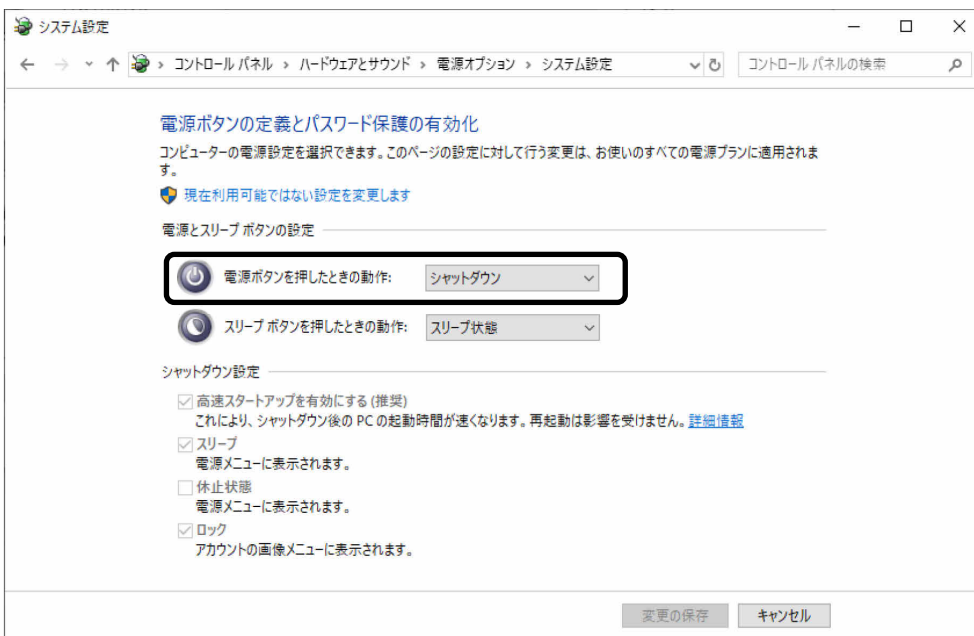 システム設定
コントロール パネル › ハードウェアとサウンド › 電源オプション › システム設定
コントロール パネルの検索
電源ボタンの定義とパスワード保護の有効化
コンピューターの電源設定を選択できます。このページの設定に対して行う変更は、お使いのすべての電源プランに適用されま
す。
現在利用可能ではない設定を変更します
電源とスリープ ボタンの設定
電源ボタンを押したときの動作: シャットダウン
スリープ ボタンを押したときの動作: スリープ状態
シャットダウン設定
高速スタートアップを有効にする (推奨)
これにより、シャットダウン後の PC の起動時間が速くなります。再起動は影響を受けません。詳細情報
スリープ
電源メニューに表示されます。
休止状態
電源メニューに表示されます。
ロック
アカウントの画像メニューに表示されます。
変更の保存 キャンセル